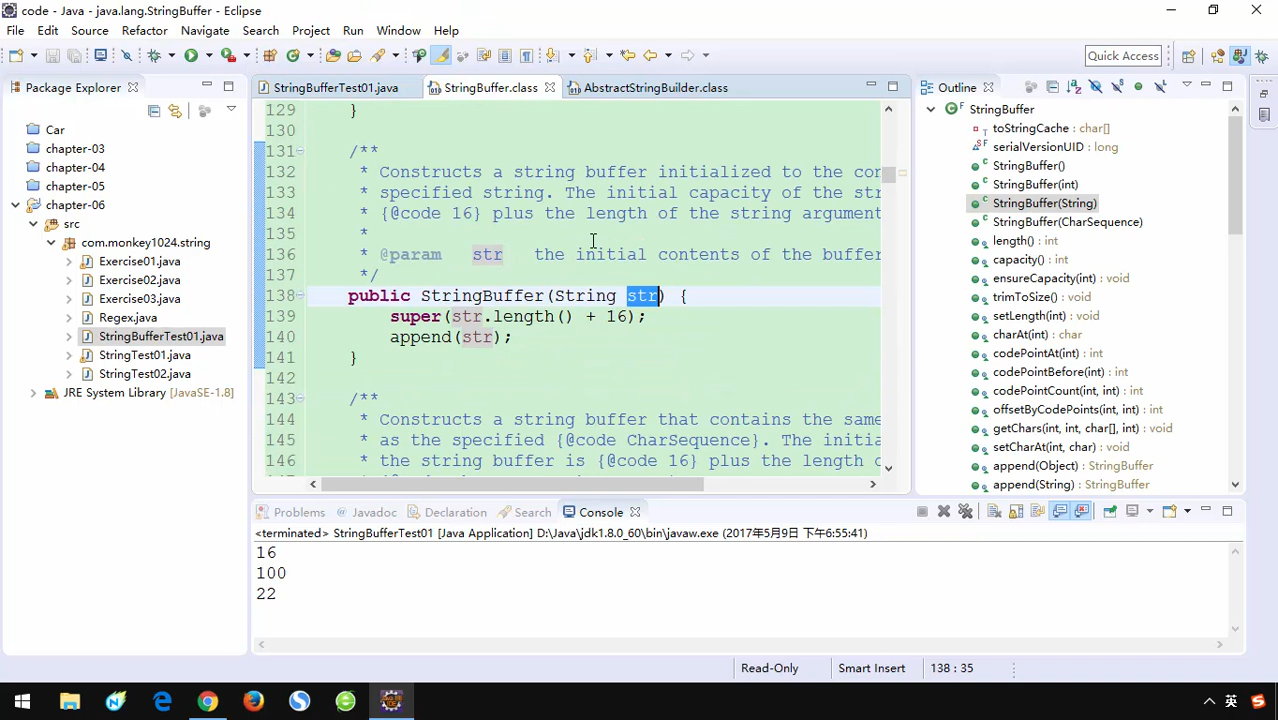 code - Java - java.lang.StringBuffer - Eclipse
File Edit Source Refactor Navigate Search Project Run Window Help
Quick Access
Package Explorer
Car
chapter-03
chapter-04
chapter-05
chapter-06
src
com.monkey1024.string
Exercise01.java
Exercise02.java
Exercise03.java
Regex.java
StringBufferTest01.java
StringTest01.java
StringTest02.java
JRE System Library [JavaSE-1.8]
StringBufferTest01.java StringBuffer.class AbstractStringBuilder.class
129 }
130
131 /**
132 * Constructs a string buffer initialized to the con
133 * specified string. The initial capacity of the str
134 * {@code 16} plus the length of the string argument
135 *
136 * @param str the initial contents of the buffer
137 */
138 public StringBuffer(String str) {
139 super(str.length() + 16);
140 append(str);
141 }
142
143 /**
144 * Constructs a string buffer that contains the same
145 * as the specified {@code CharSequence}. The initia
146 * the string buffer is {@code 16} plus the length o
Outline
StringBuffer
toStringCache : char[]
serialVersionUID : long
StringBuffer()
StringBuffer(int)
StringBuffer(String)
StringBuffer(CharSequence)
length() : int
capacity() : int
ensureCapacity(int) : void
trimToSize() : void
setLength(int) : void
charAt(int) : char
codePointAt(int) : int
codePointBefore(int) : int
codePointCount(int, int) : int
offsetByCodePoints(int, int) : int
getChars(int, int, char[], int) : void
setCharAt(int, char) : void
append(Object) : StringBuffer
append(String) : StringBuffer
Problems Javadoc Declaration Search Console
<terminated> StringBufferTest01 [Java Application] D:\Java\jdk1.8.0_60\bin\javaw.exe (2017年5月9日 下午6:55:41)
16
100
22
Read-Only Smart Insert 138 : 35
英